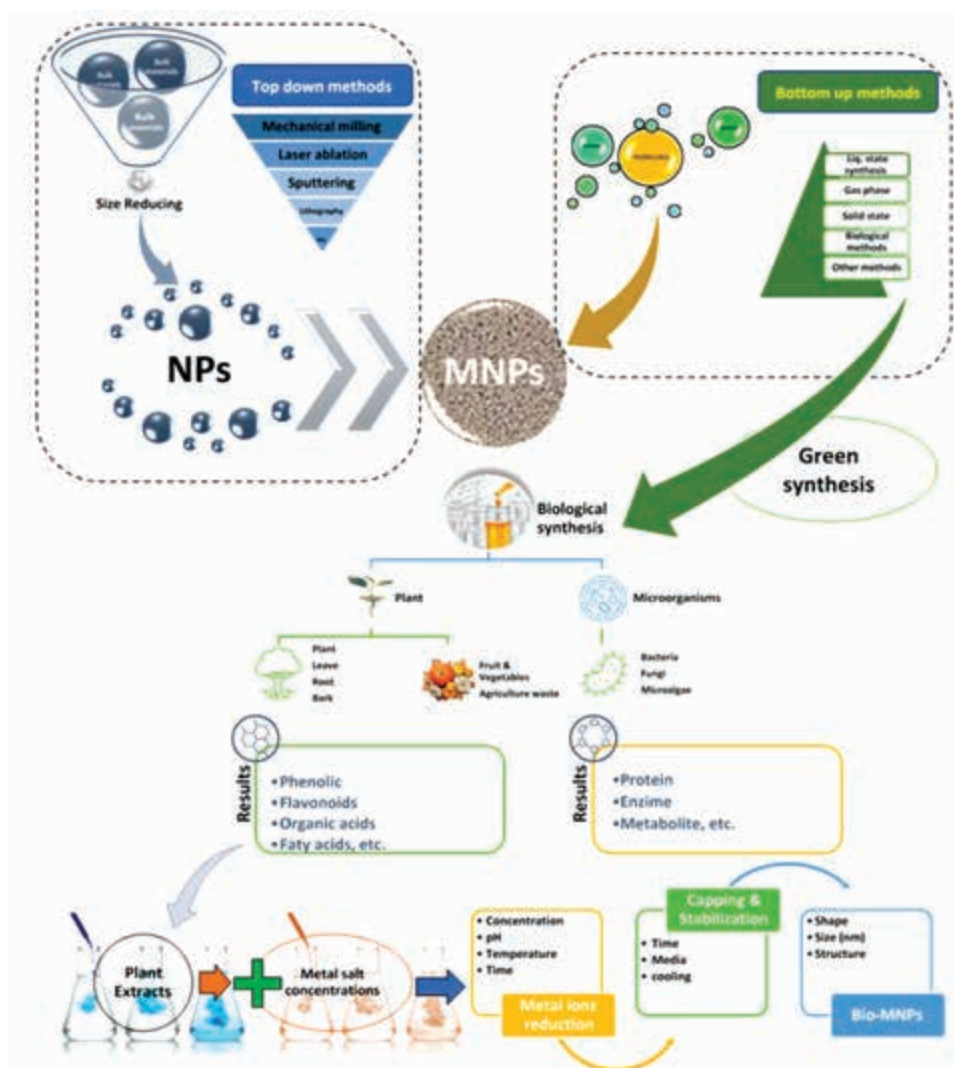 Bulk
materials
Bulk
materials
Bulk
materials
Size Reducing
Top down methods
Mechanical milling
Laser ablation
Sputtering
Lithography
NPs
MNPs
molecules
Bottom up methods
Liq. state
synthesis
Gas phase
Solid state
Biological
methods
Other methods
Green
synthesis
Biological
synthesis
Plant
Microorganisms
Plant
Leave
Root
Bark
Fruit &
Vegetables
Agriculture waste
Bacteria
Fungi
Microalgae
Results
•Phenolic
•Flavonoids
•Organic acids
•Faty acids, etc.
Results
•Protein
•Enzime
•Metabolite, etc.
Plant
Extracts
Metal salt
concentrations
• Concentration
• pH
• Temperature
• Time
Metal ions
reduction
Capping &
Stabilization
• Time
• Media
• cooling
• Shape
• Size (nm)
• Structure
Bio-MNPs